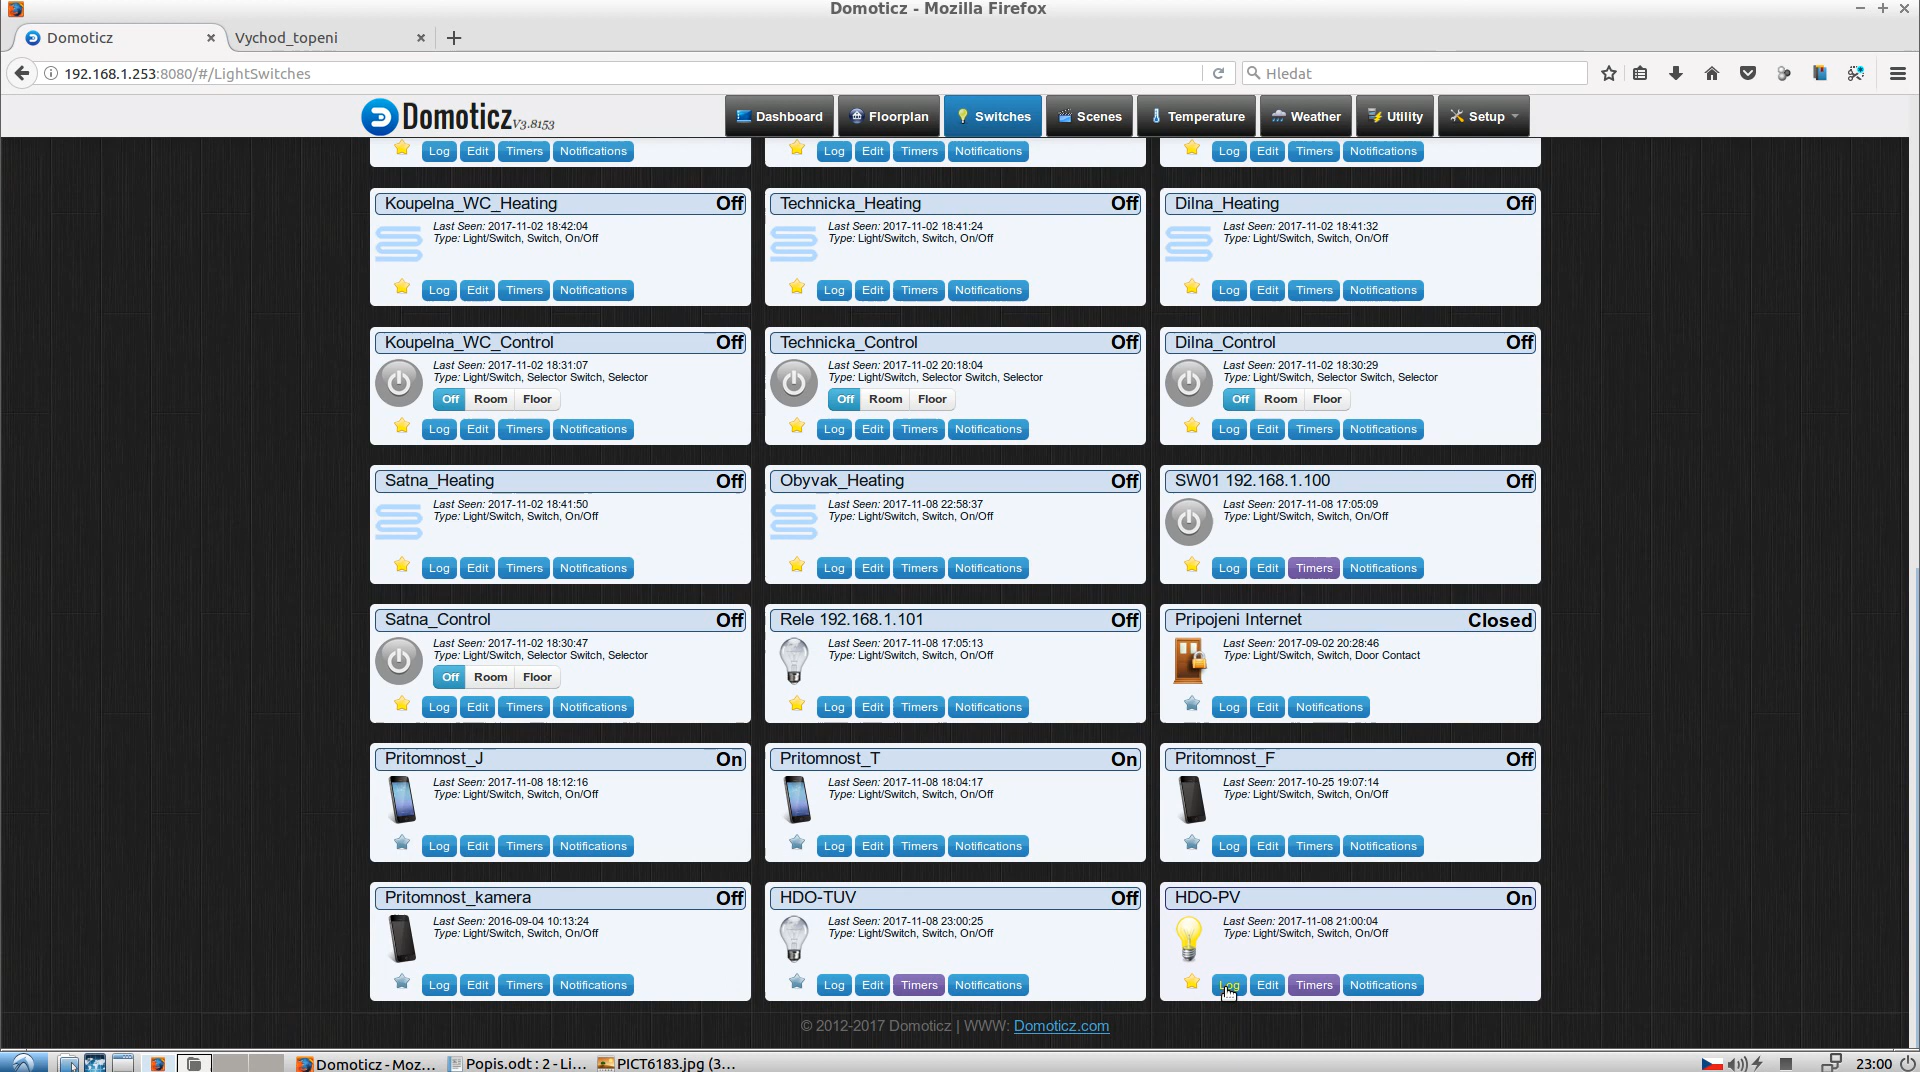 Domoticz - Mozilla Firefox
Domoticz
Vychod_topeni
192.168.1.253:8080/#/LightSwitches
Hledat
Domoticz V3.8153
Dashboard Floorplan Switches Scenes Temperature Weather Utility Setup
Log Edit Timers Notifications
Log Edit Timers Notifications
Log Edit Timers Notifications
Koupelna_WC_Heating Off
Last Seen: 2017-11-02 18:42:04
Type: Light/Switch, Switch, On/Off
Log Edit Timers Notifications
Technicka_Heating Off
Last Seen: 2017-11-02 18:41:24
Type: Light/Switch, Switch, On/Off
Log Edit Timers Notifications
Dilna_Heating Off
Last Seen: 2017-11-02 18:41:32
Type: Light/Switch, Switch, On/Off
Log Edit Timers Notifications
Koupelna_WC_Control Off
Last Seen: 2017-11-02 18:31:07
Type: Light/Switch, Selector Switch, Selector
Off Room Floor
Log Edit Timers Notifications
Technicka_Control Off
Last Seen: 2017-11-02 20:18:04
Type: Light/Switch, Selector Switch, Selector
Off Room Floor
Log Edit Timers Notifications
Dilna_Control Off
Last Seen: 2017-11-02 18:30:29
Type: Light/Switch, Selector Switch, Selector
Off Room Floor
Log Edit Timers Notifications
Satna_Heating Off
Last Seen: 2017-11-02 18:41:50
Type: Light/Switch, Switch, On/Off
Log Edit Timers Notifications
Obyvak_Heating Off
Last Seen: 2017-11-08 22:58:37
Type: Light/Switch, Switch, On/Off
Log Edit Timers Notifications
SW01 192.168.1.100 Off
Last Seen: 2017-11-08 17:05:09
Type: Light/Switch, Switch, On/Off
Log Edit Timers Notifications
Satna_Control Off
Last Seen: 2017-11-02 18:30:47
Type: Light/Switch, Selector Switch, Selector
Off Room Floor
Log Edit Timers Notifications
Rele 192.168.1.101 Off
Last Seen: 2017-11-08 17:05:13
Type: Light/Switch, Switch, On/Off
Log Edit Timers Notifications
Pripojeni Internet Closed
Last Seen: 2017-09-02 20:28:46
Type: Light/Switch, Switch, Door Contact
Log Edit Notifications
Pritomnost_J On
Last Seen: 2017-11-08 18:12:16
Type: Light/Switch, Switch, On/Off
Log Edit Timers Notifications
Pritomnost_T On
Last Seen: 2017-11-08 18:04:17
Type: Light/Switch, Switch, On/Off
Log Edit Timers Notifications
Pritomnost_F Off
Last Seen: 2017-10-25 19:07:14
Type: Light/Switch, Switch, On/Off
Log Edit Timers Notifications
Pritomnost_kamera Off
Last Seen: 2016-09-04 10:13:24
Type: Light/Switch, Switch, On/Off
Log Edit Timers Notifications
HDO-TUV Off
Last Seen: 2017-11-08 23:00:25
Type: Light/Switch, Switch, On/Off
Log Edit Timers Notifications
HDO-PV On
Last Seen: 2017-11-08 21:00:04
Type: Light/Switch, Switch, On/Off
Log Edit Timers Notifications
© 2012-2017 Domoticz | WWW: Domoticz.com
Domoticz - Moz... Popis.odt : 2 - Li... PICT6183.jpg (3... 23:00